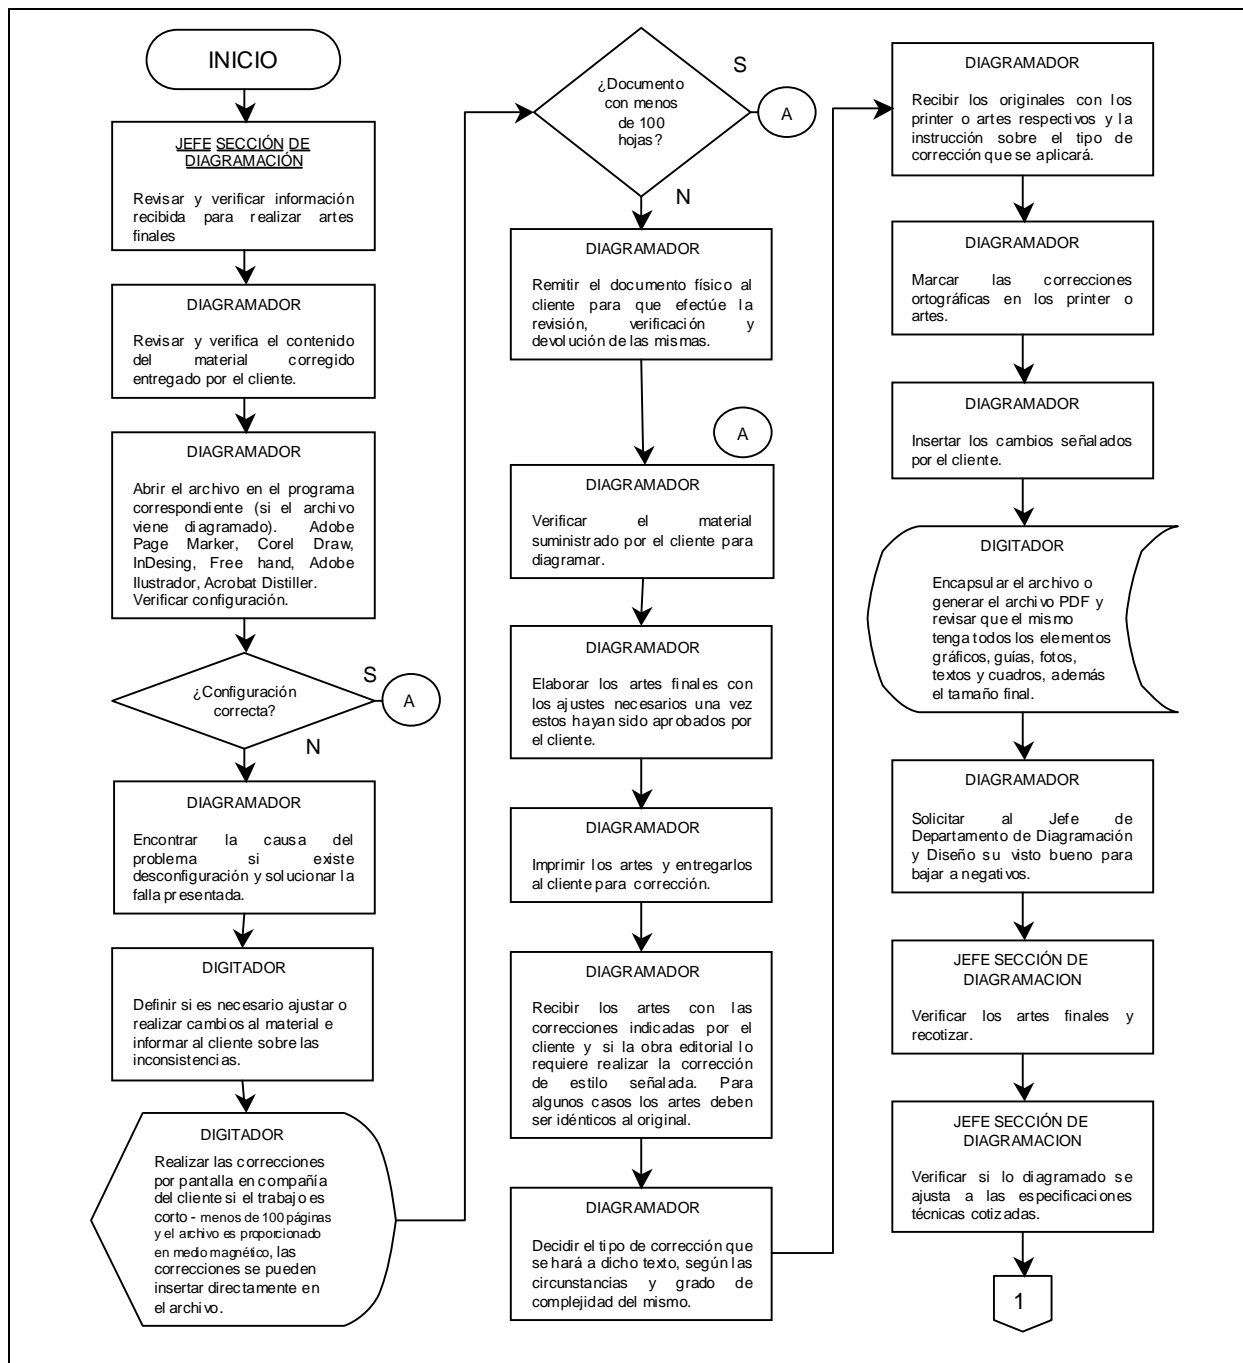 INICIO
JEFE SECCIÓN DE
DIAGRAMACIÓN
Revisar y verificar información
recibida para realizar artes
finales
DIAGRAMADOR
Revisar y verifica el contenido
del material corregido
entregado por el cliente.
DIAGRAMADOR
Abrir el archivo en el programa
correspondiente (si el archivo
viene diagramado). Adobe
Page Marker, Corel Draw,
InDesing, Free hand, Adobe
Ilustrador, Acrobat Distiller.
Verificar configuración.
¿Configuración
correcta?
S
A
N
DIAGRAMADOR
Encontrar la causa del
problema si existe
desconfiguración y solucionar la
falla presentada.
DIGITADOR
Definir si es necesario ajustar o
realizar cambios al material e
informar al cliente sobre las
inconsistencias.
DIGITADOR
Realizar las correcciones
por pantalla en compañía
del cliente si el trabajo es
corto - menos de 100 páginas
y el archivo es proporcionado
en medio magnético, las
correcciones se pueden
insertar directamente en
el archivo.
¿Documento
con menos
de 100
hojas?
S
A
N
DIAGRAMADOR
Remitir el documento físico al
cliente para que efectúe la
revisión, verificación y
devolución de las mismas.
A
DIAGRAMADOR
Verificar el material
suministrado por el cliente para
diagramar.
DIAGRAMADOR
Elaborar los artes finales con
los ajustes necesarios una vez
estos hayan sido aprobados por
el cliente.
DIAGRAMADOR
Imprimir los artes y entregarlos
al cliente para corrección.
DIAGRAMADOR
Recibir los artes con las
correcciones indicadas por el
cliente y si la obra editorial lo
requiere realizar la corrección
de estilo señalada. Para
algunos casos los artes deben
ser idénticos al original.
DIAGRAMADOR
Decidir el tipo de corrección que
se hará a dicho texto, según las
circunstancias y grado de
complejidad del mismo.
DIAGRAMADOR
Recibir los originales con los
printer o artes respectivos y la
instrucción sobre el tipo de
corrección que se aplicará.
DIAGRAMADOR
Marcar las correcciones
ortográficas en los printer o
artes.
DIAGRAMADOR
Insertar los cambios señalados
por el cliente.
DIGITADOR
Encapsular el archivo o
generar el archivo PDF y
revisar que el mismo
tenga todos los elementos
gráficos, guías, fotos,
textos y cuadros, además
el tamaño final.
DIAGRAMADOR
Solicitar al Jefe de
Departamento de Diagramación
y Diseño su visto bueno para
bajar a negativos.
JEFE SECCIÓN DE
DIAGRAMACION
Verificar los artes finales y
recotizar.
JEFE SECCIÓN DE
DIAGRAMACION
Verificar si lo diagramado se
ajusta a las especificaciones
técnicas cotizadas.
1